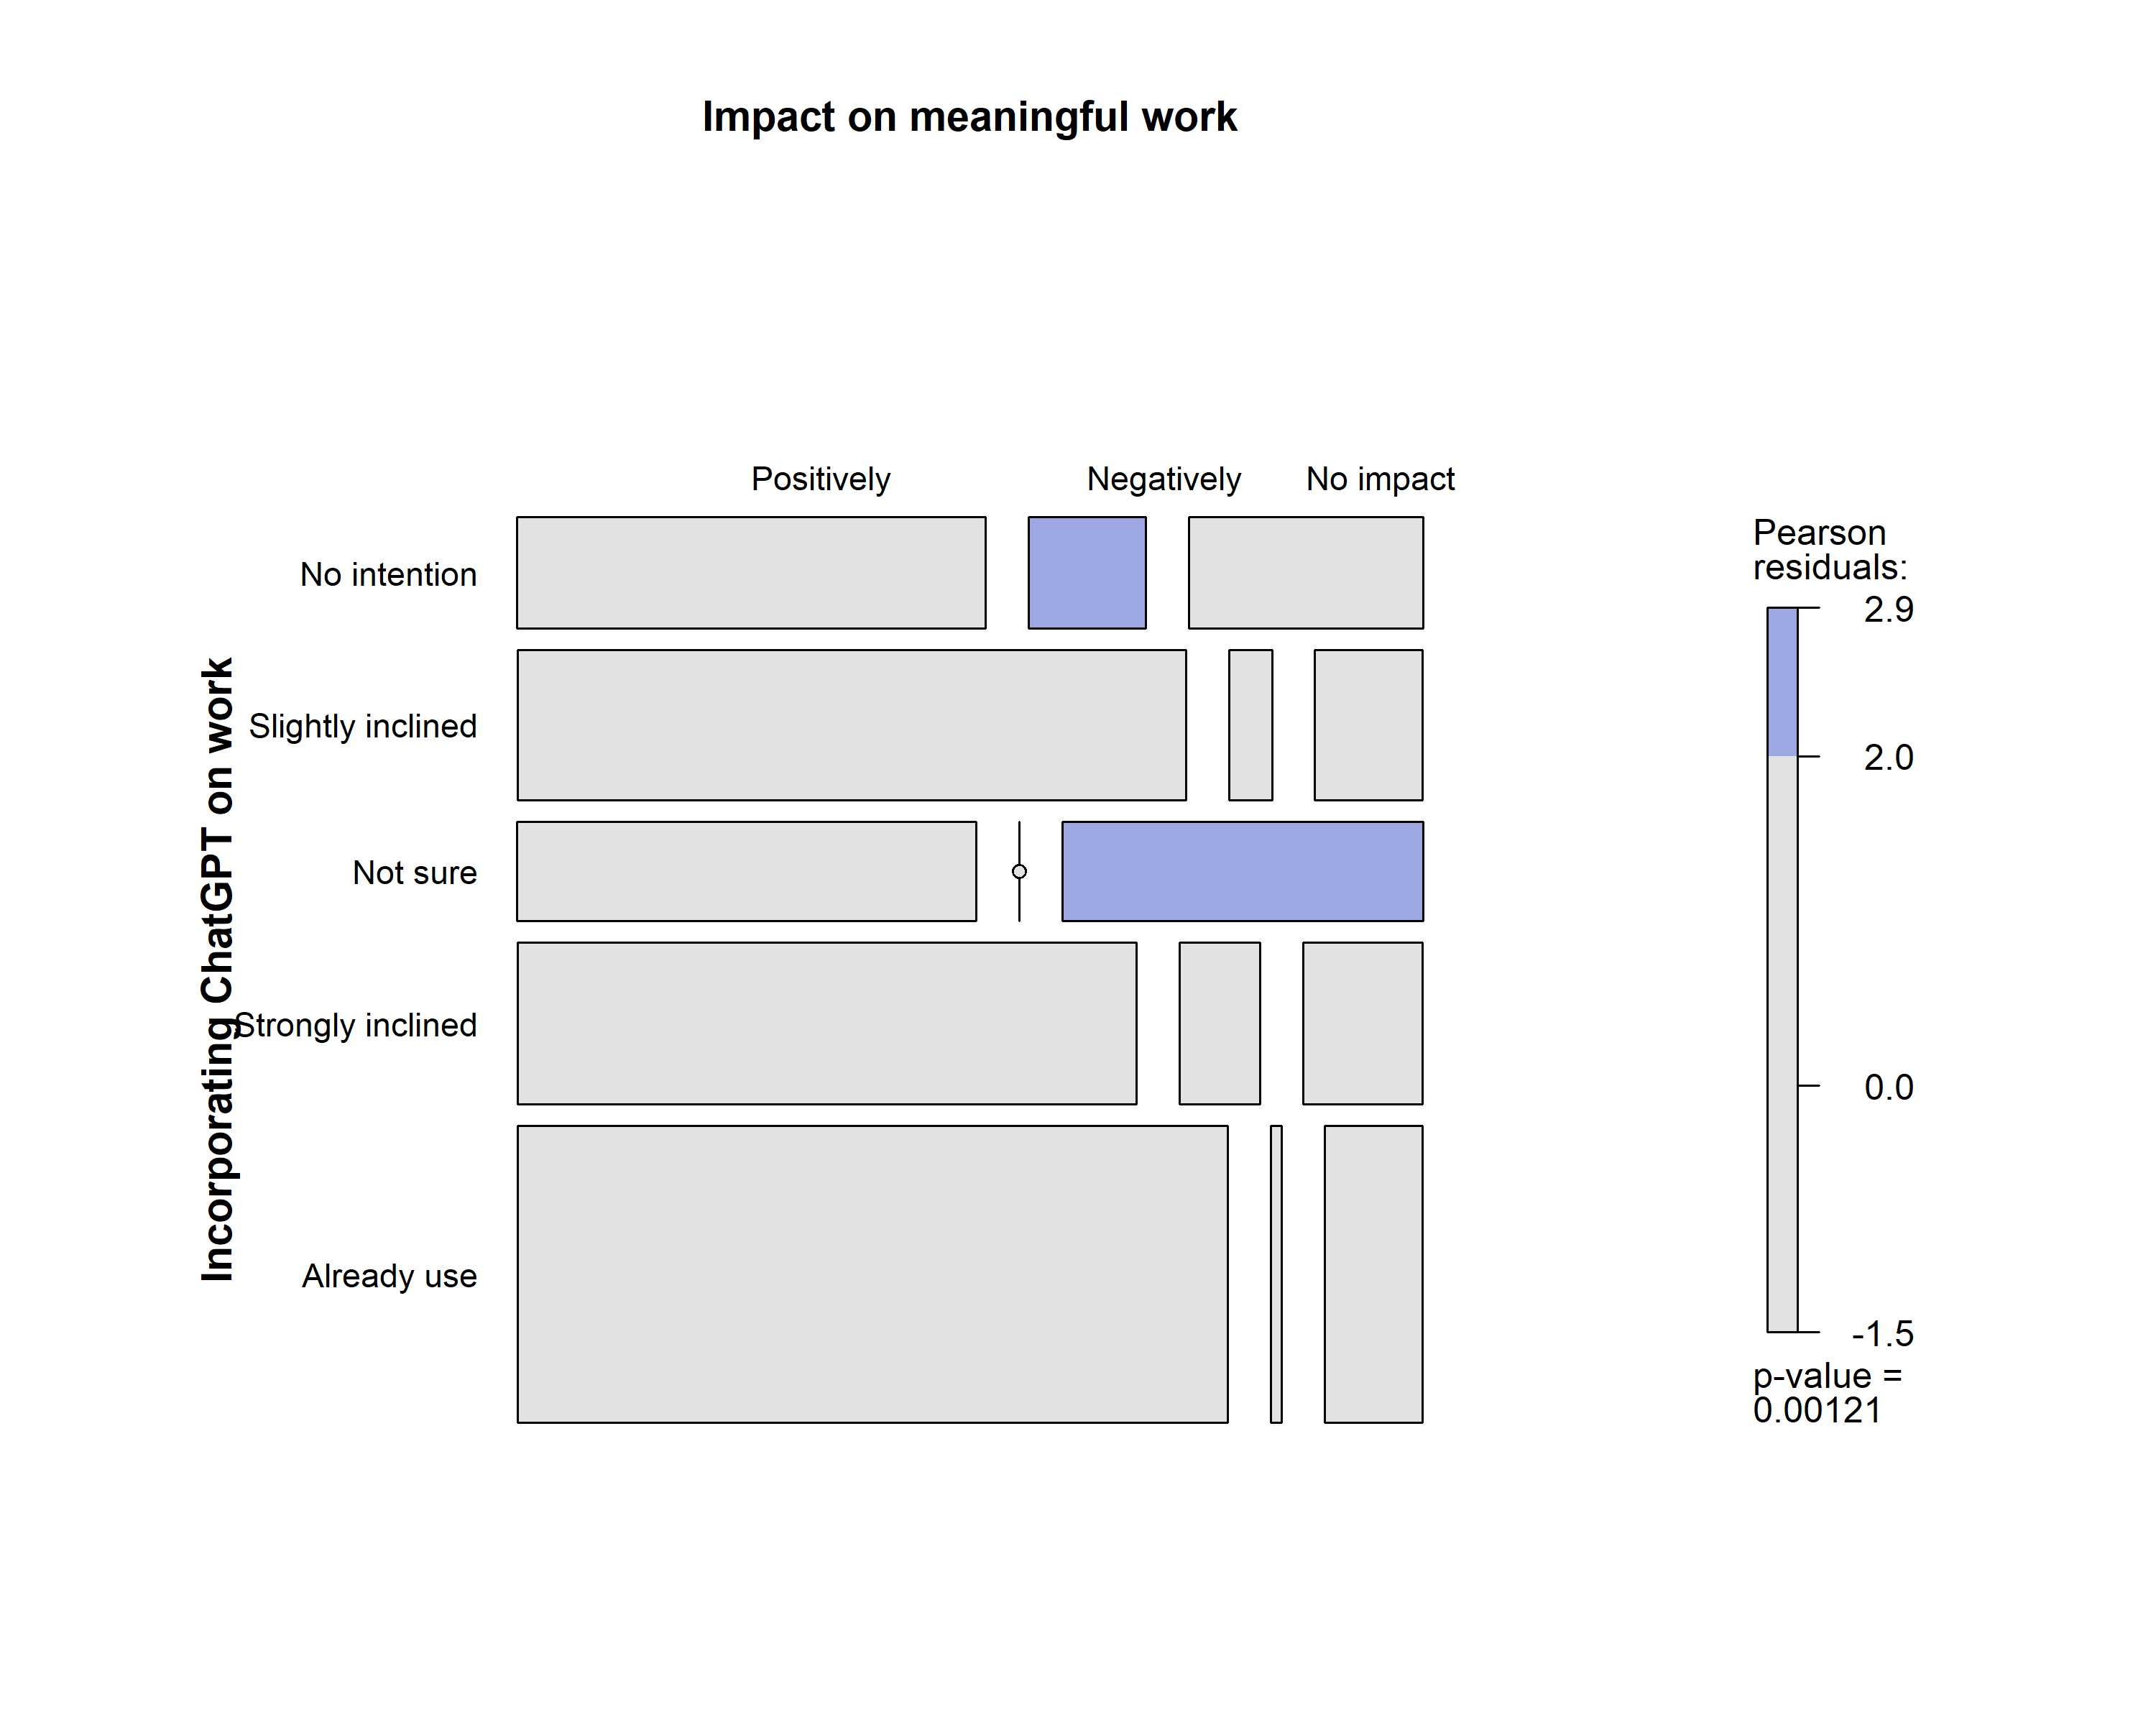 Impact on meaningful work
Positively Negatively No impact
Incorporating ChatGPT on work
No intention
Slightly inclined
Not sure
Strongly inclined
Already use
Pearson
residuals:
2.9
2.0
0.0
-1.5
p-value =
0.00121